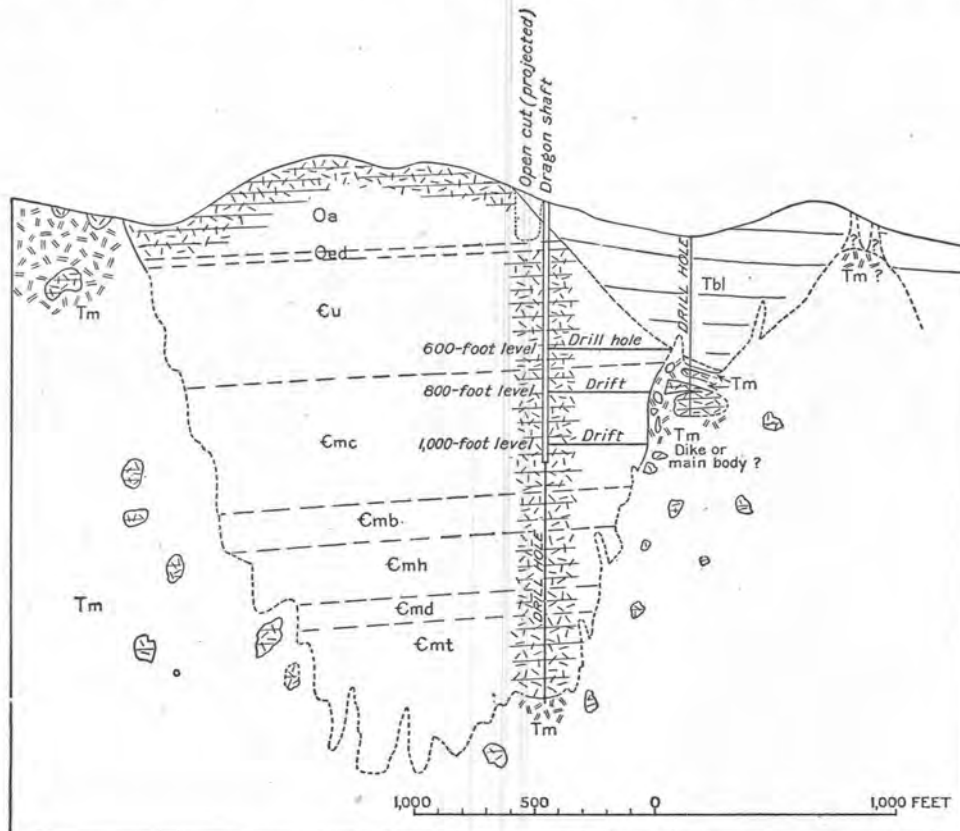 Open cut (projected)
Dragon shaft
Oa
Œd
Єu
Tm
DRILL HOLE
Tbl
Tm
?
?
?
600-foot level
Drill hole
800-foot level
Drift
Tm
Єmc
1,000-foot level
Drift
Tm
Dike or
main body ?
Єmb
Єmh
DRILL HOLE
Tm
Єmd
Єmt
Tm
1,000 500 0 1,000 FEET